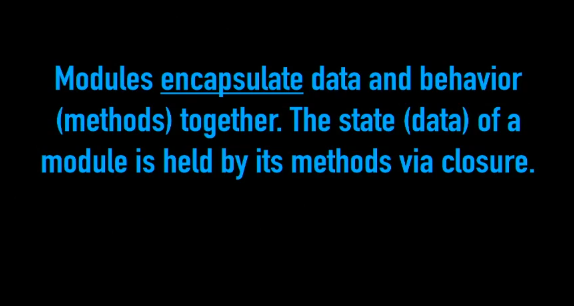 Modules encapsulate data and behavior
(methods) together. The state (data) of a
module is held by its methods via closure.